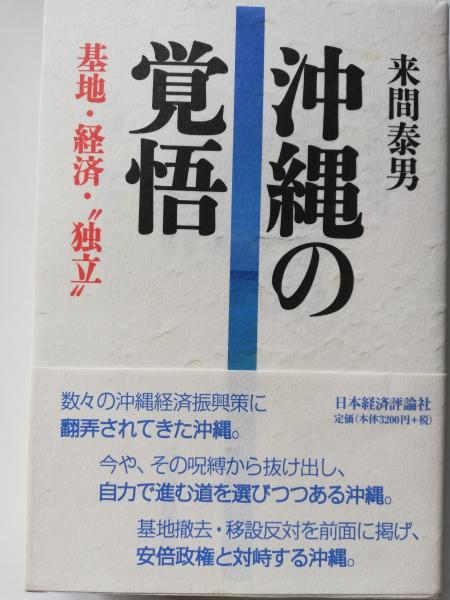 来間泰男
沖縄の
覚悟
基地・経済・〝独立〟
数々の沖縄経済振興策に
翻弄されてきた沖縄。
今や、その呪縛から抜け出し、
自力で進む道を選びつつある沖縄。
基地撤去・移設反対を前面に掲げ、
安倍政権と対峙する沖縄。
日本経済評論社
定価(本体3200円+税)